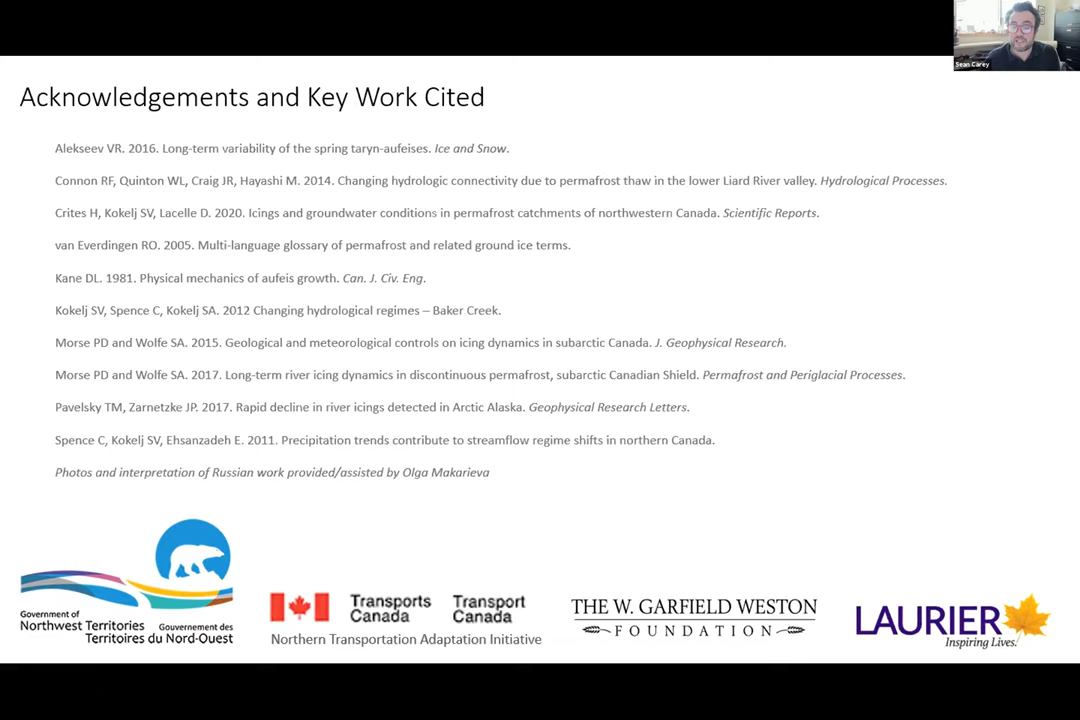 Sean Carey
Acknowledgements and Key Work Cited
Alekseev VR. 2016. Long-term variability of the spring taryn-aufeises. Ice and Snow.
Connon RF, Quinton WL, Craig JR, Hayashi M. 2014. Changing hydrologic connectivity due to permafrost thaw in the lower Liard River valley. Hydrological Processes.
Crites H, Kokelj SV, Lacelle D. 2020. Icings and groundwater conditions in permafrost catchments of northwestern Canada. Scientific Reports.
van Everdingen RO. 2005. Multi-language glossary of permafrost and related ground ice terms.
Kane DL. 1981. Physical mechanics of aufeis growth. Can. J. Civ. Eng.
Kokelj SV, Spence C, Kokelj SA. 2012 Changing hydrological regimes – Baker Creek.
Morse PD and Wolfe SA. 2015. Geological and meteorological controls on icing dynamics in subarctic Canada. J. Geophysical Research.
Morse PD and Wolfe SA. 2017. Long-term river icing dynamics in discontinuous permafrost, subarctic Canadian Shield. Permafrost and Periglacial Processes.
Pavelsky TM, Zarnetzke JP. 2017. Rapid decline in river icings detected in Arctic Alaska. Geophysical Research Letters.
Spence C, Kokelj SV, Ehsanzadeh E. 2011. Precipitation trends contribute to streamflow regime shifts in northern Canada.
Photos and interpretation of Russian work provided/assisted by Olga Makarieva
Government of
Northwest Territories
Gouvernement des
Territoires du Nord-Ouest
Transports
Canada
Transport
Canada
Northern Transportation Adaptation Initiative
THE W. GARFIELD WESTON
FOUNDATION
LAURIER
Inspiring Lives.